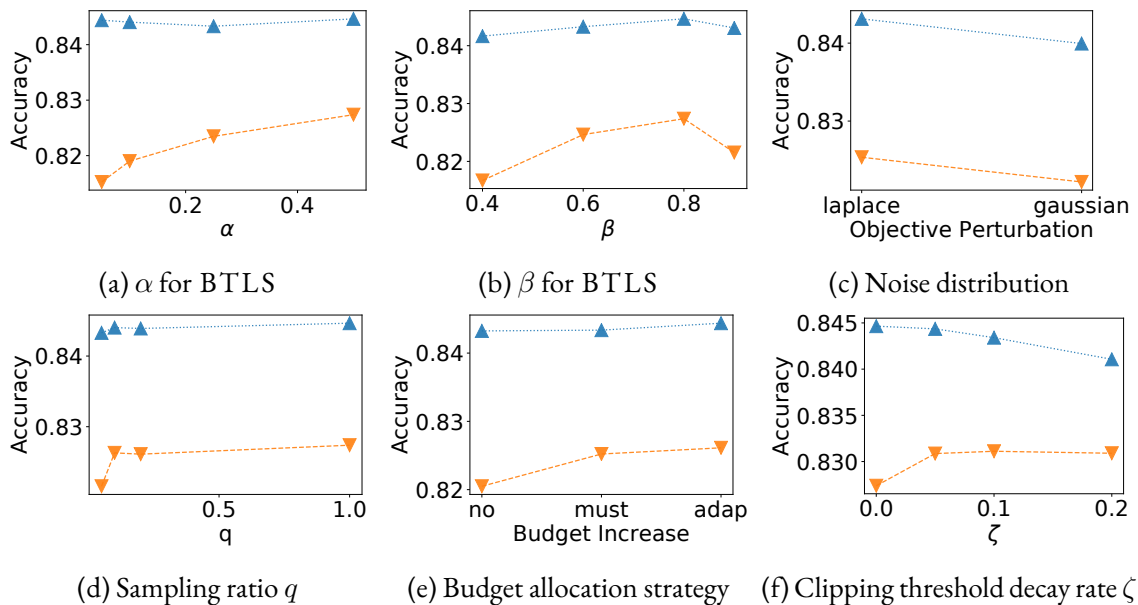 Accuracy
0.84
0.83
0.82
0.2
0.4
α
(a) α for BTLS
Accuracy
0.84
0.83
0.82
0.4
0.6
0.8
β
(b) β for BTLS
Accuracy
0.84
0.83
laplace
gaussian
Objective Perturbation
(c) Noise distribution
Accuracy
0.84
0.83
0.5
1.0
q
(d) Sampling ratio q
Accuracy
0.84
0.83
0.82
no
must
adap
Budget Increase
(e) Budget allocation strategy
Accuracy
0.845
0.840
0.835
0.830
0.0
0.1
0.2
ζ
(f) Clipping threshold decay rate ζ